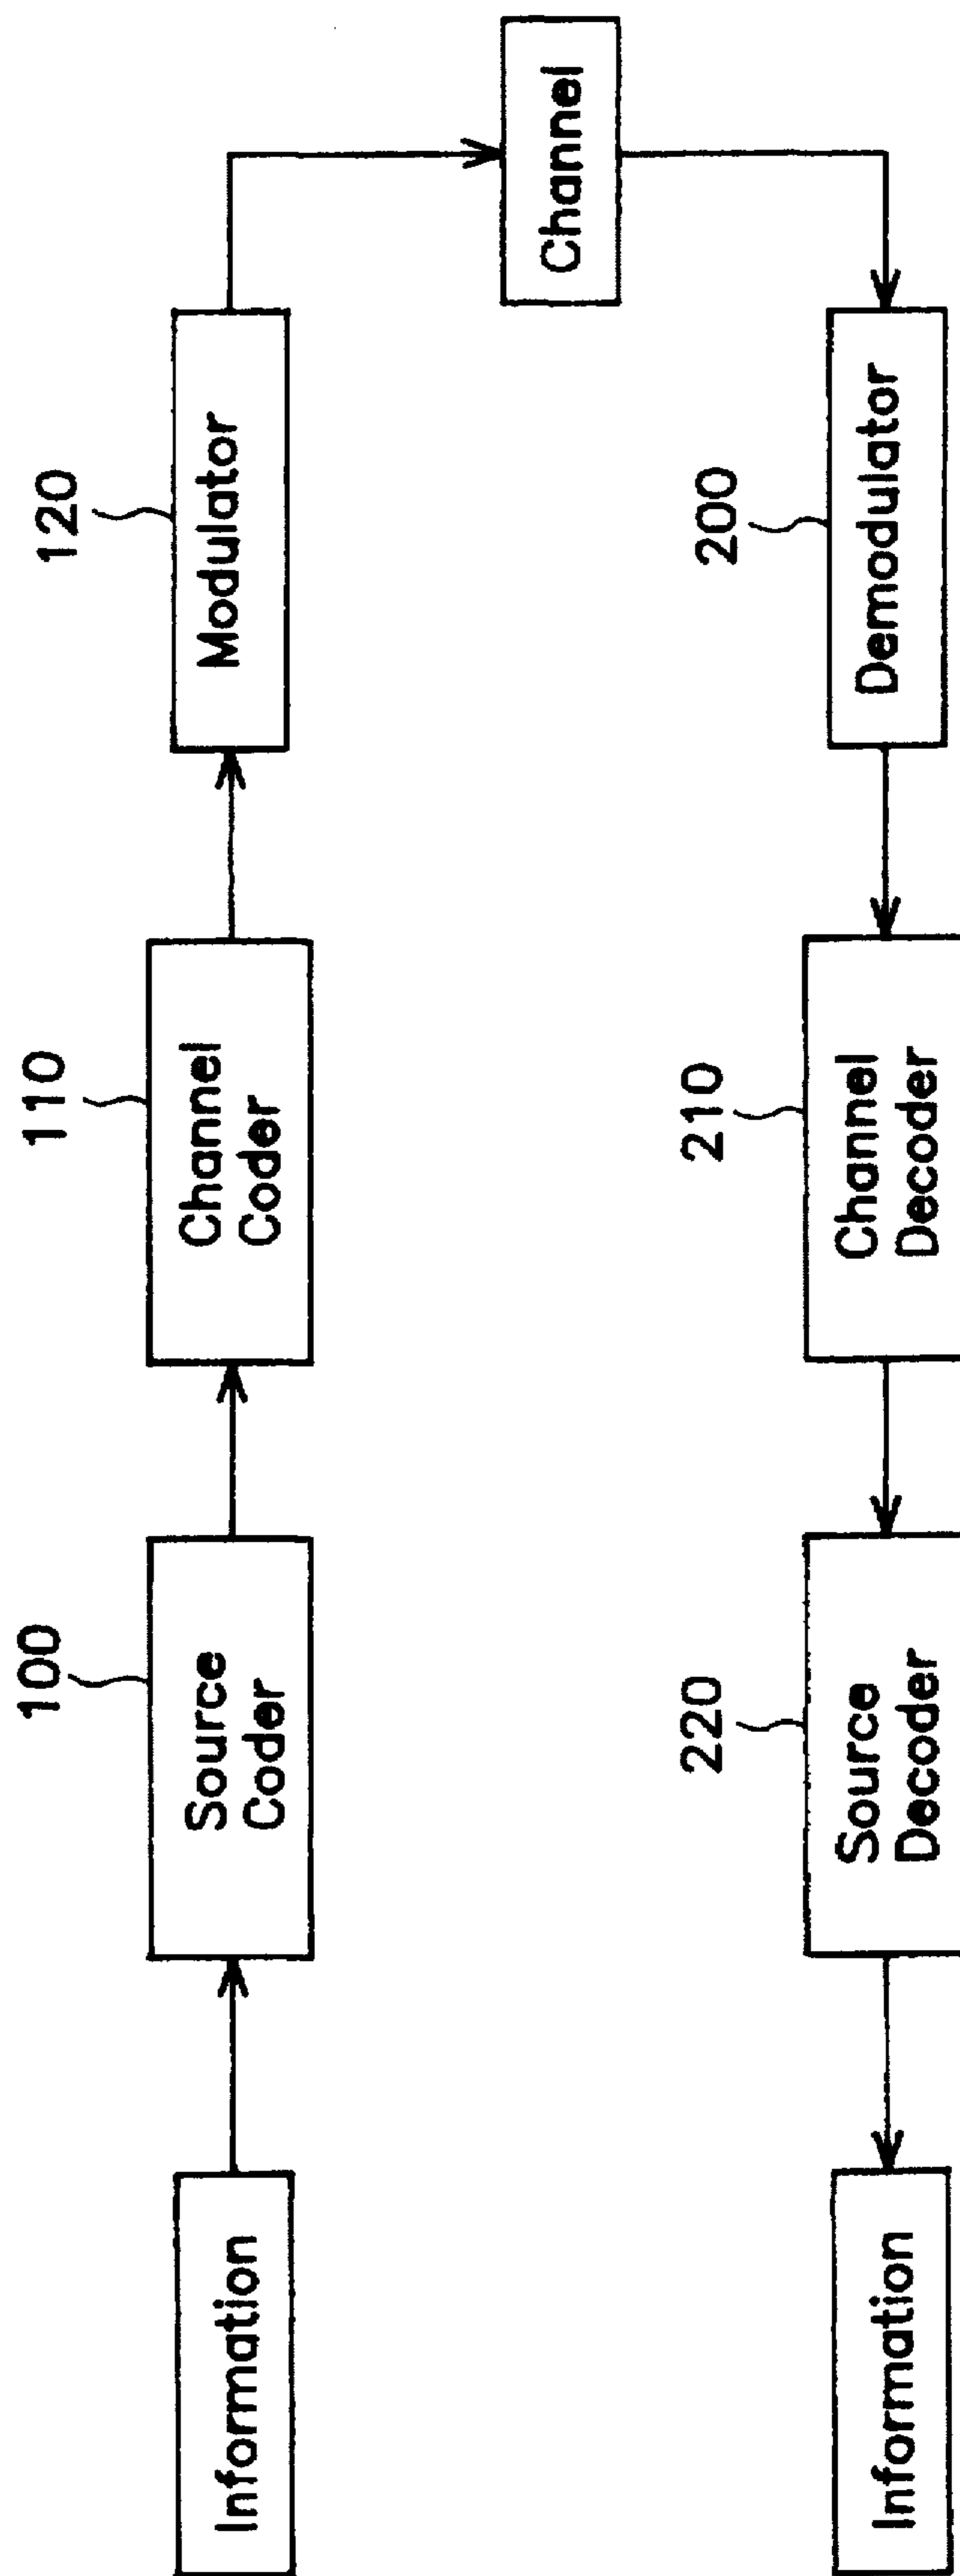 100
110
120
Information
Source
Coder
Channel
Coder
Modulator
Channel
220
210
200
Information
Source
Decoder
Channel
Decoder
Demodulator